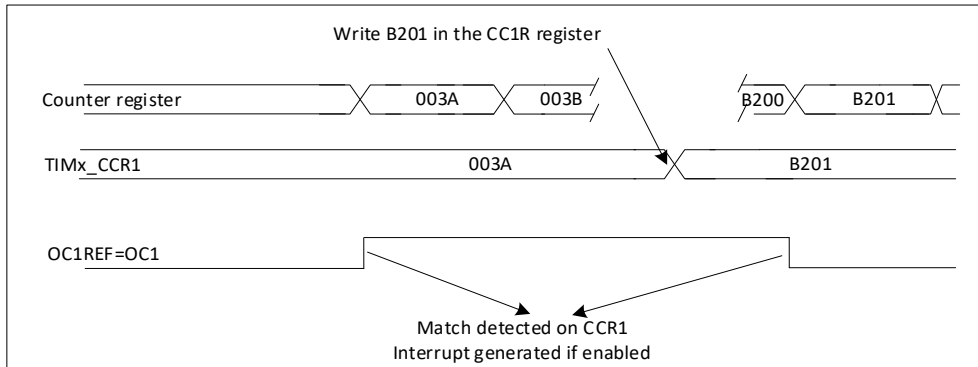 Write B201 in the CC1R register
Counter register 003A 003B B200 B201
TIMx_CCR1 003A B201
OC1REF=OC1
Match detected on CCR1
Interrupt generated if enabled